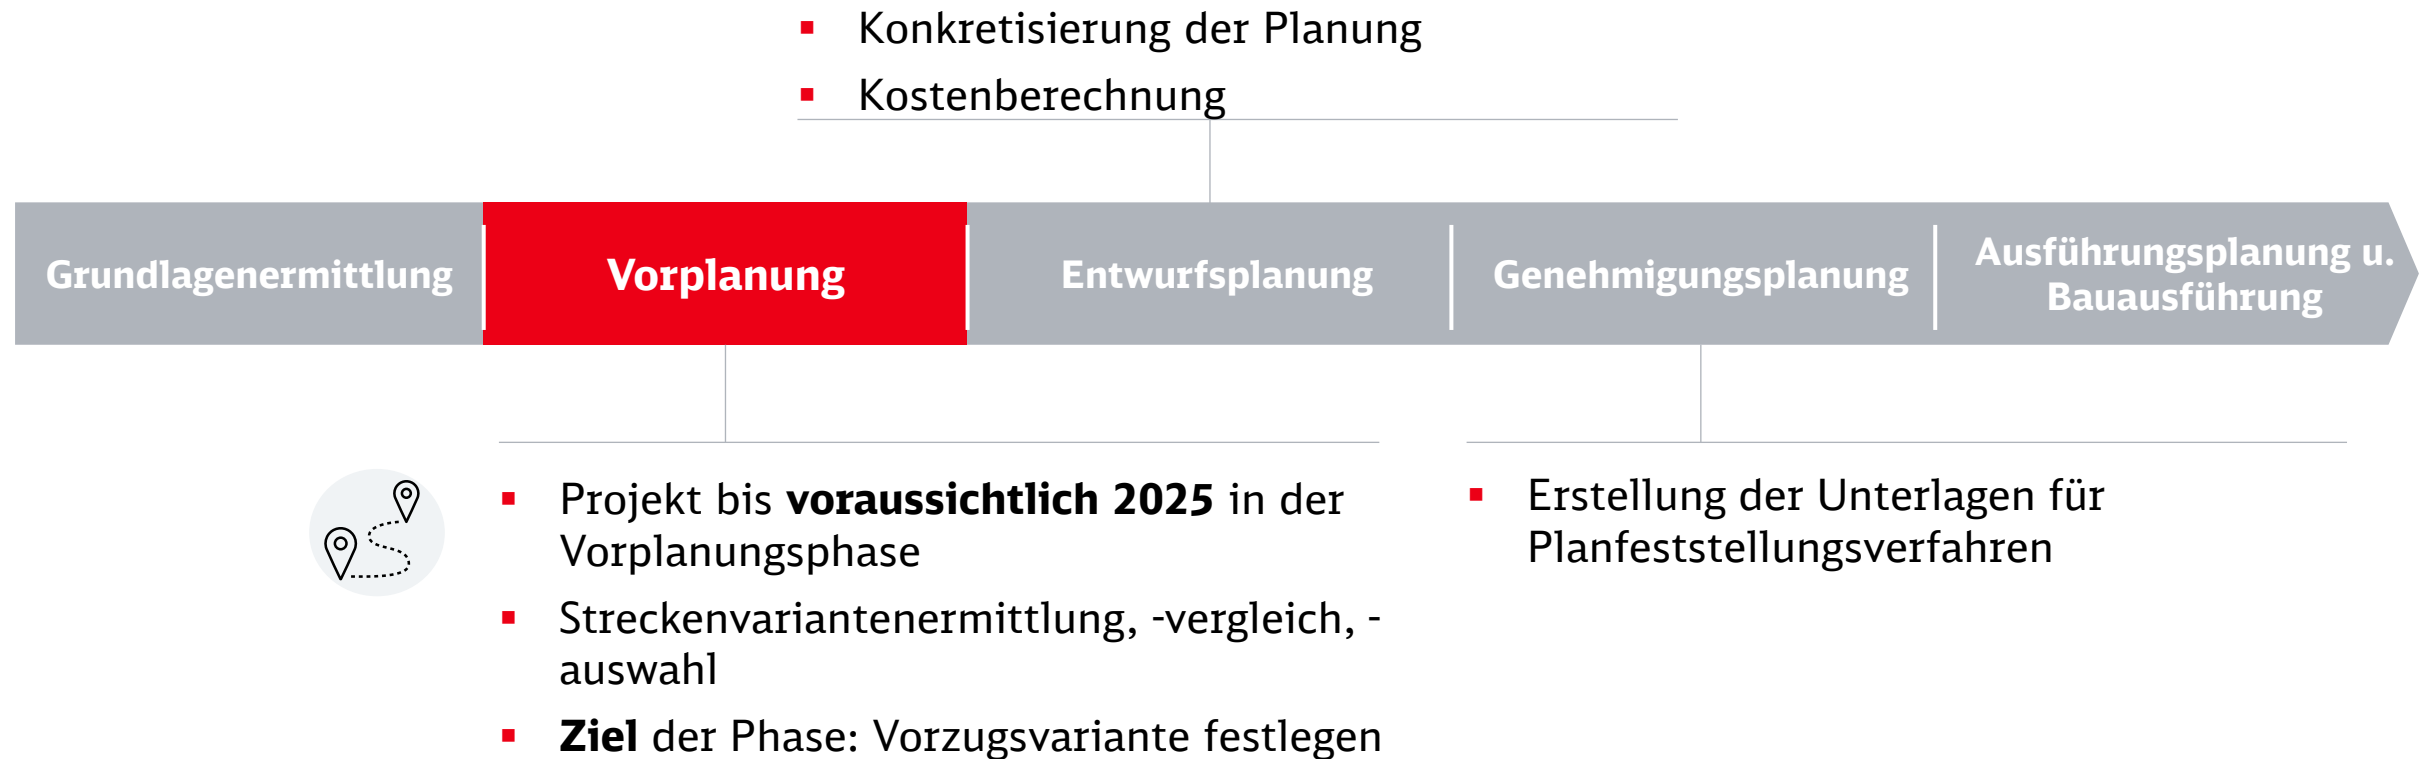 ▪ Konkretisierung der Planung
▪ Kostenberechnung
Grundlagenermittlung
Vorplanung
Entwurfsplanung
Genehmigungsplanung
Ausführungsplanung u.
Bauausführung
▪ Projekt bis voraussichtlich 2025 in der
Vorplanungsphase
▪ Streckenvariantenermittlung, -vergleich, -
auswahl
▪ Ziel der Phase: Vorzugsvariante festlegen
▪ Erstellung der Unterlagen für
Planfeststellungsverfahren